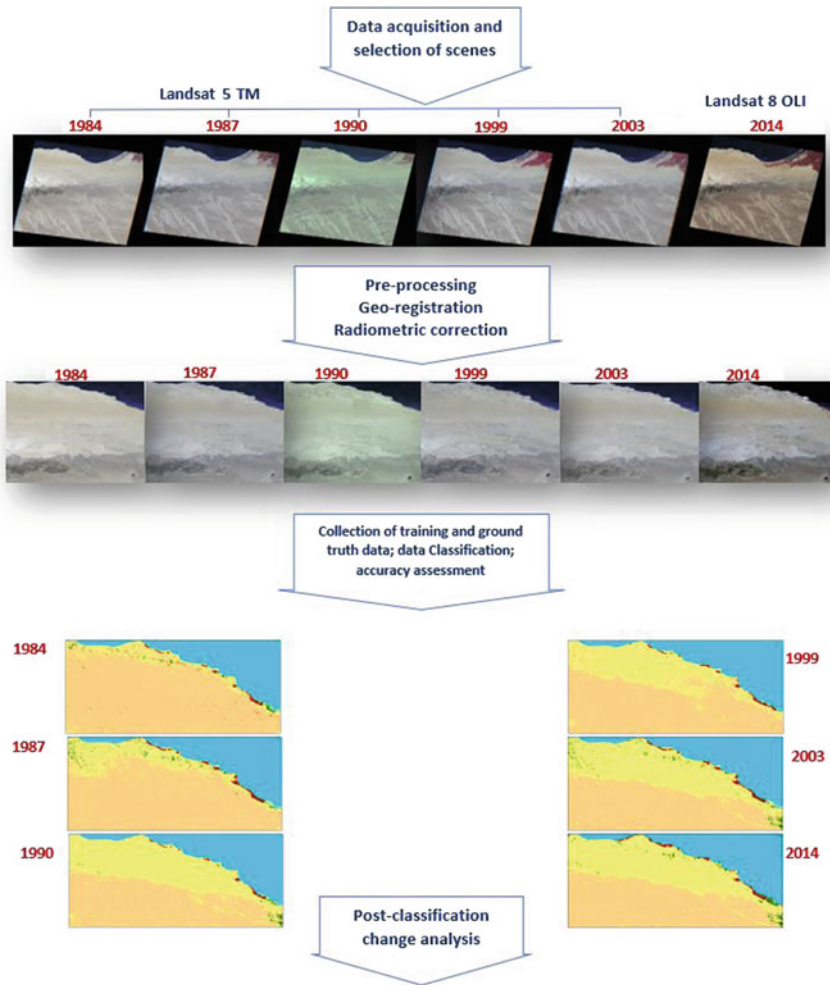 Data acquisition and
selection of scenes
Landsat 5 TM
Landsat 8 OLI
1984
1987
1990
1999
2003
2014
Pre-processing
Geo-registration
Radiometric correction
1984
1987
1990
1999
2003
2014
Collection of training and ground
truth data; data Classification;
accuracy assessment
1984
1999
1987
2003
1990
2014
Post-classification
change analysis